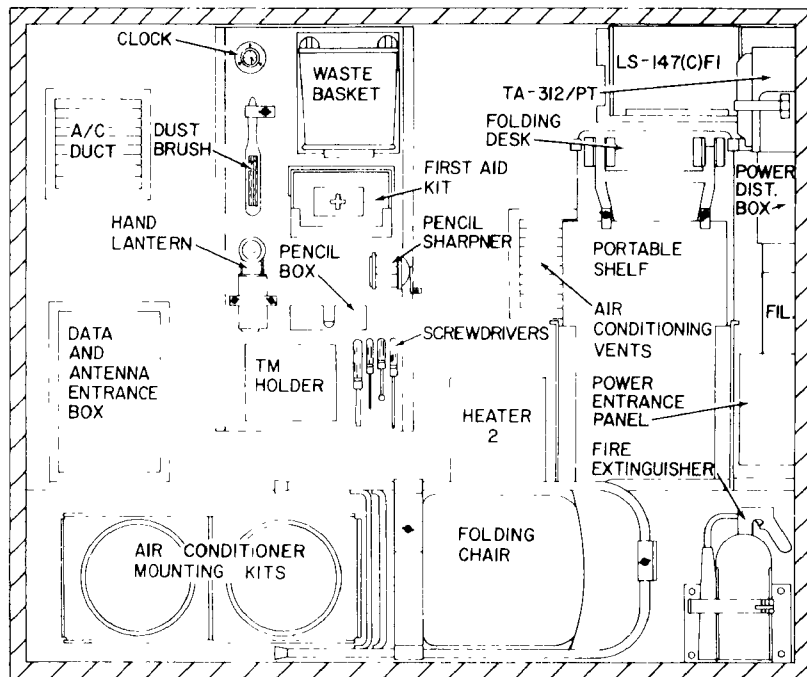 CLOCK
WASTE
BASKET
LS-147(C)FI
TA-312/PT
A/C
DUCT
DUST
BRUSH
FOLDING
DESK
FIRST AID
KIT
POWER
DIST.
BOX
HAND
LANTERN
PENCIL
BOX
PENCIL
SHARPNER
PORTABLE
SHELF
AIR
CONDITIONING
VENTS
FIL.
DATA
AND
ANTENNA
ENTRANCE
BOX
TM
HOLDER
SCREWDRIVERS
HEATER
2
POWER
ENTRANCE
PANEL
FIRE
EXTINGUISHER
AIR CONDITIONER
MOUNTING KITS
FOLDING
CHAIR